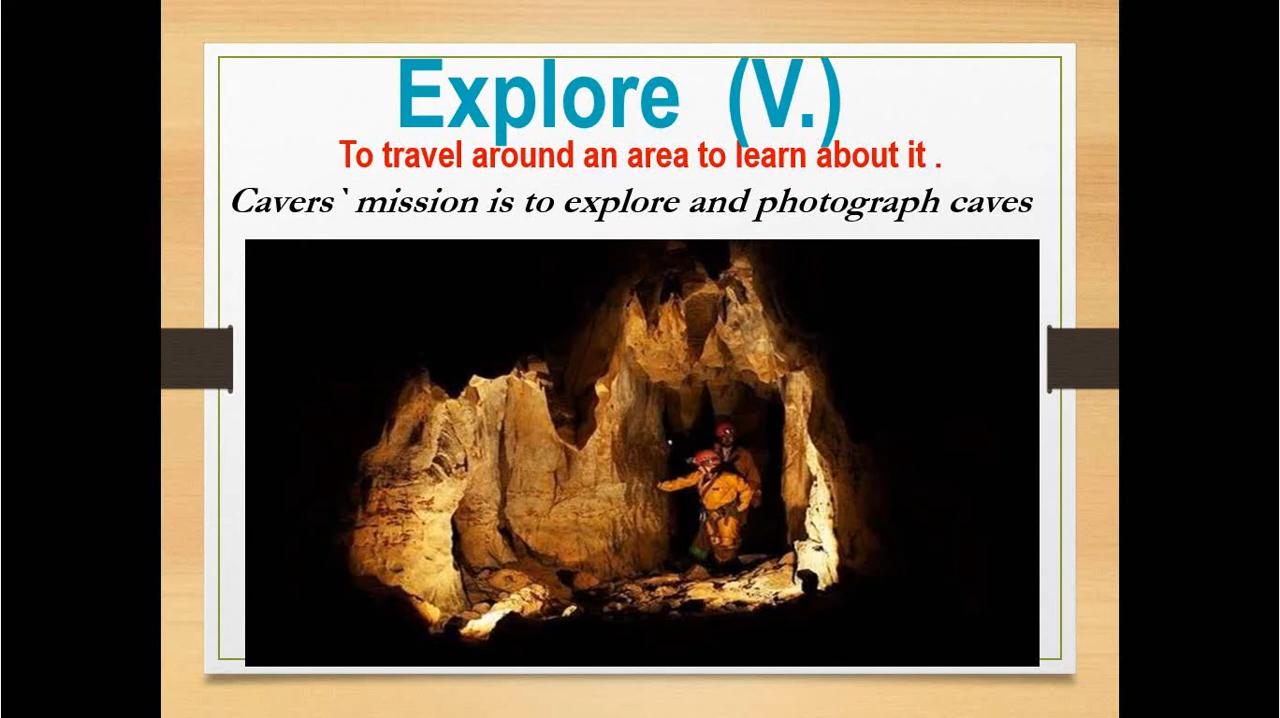 Explore (V.)
To travel around an area to learn about it .
Cavers` mission is to explore and photograph caves